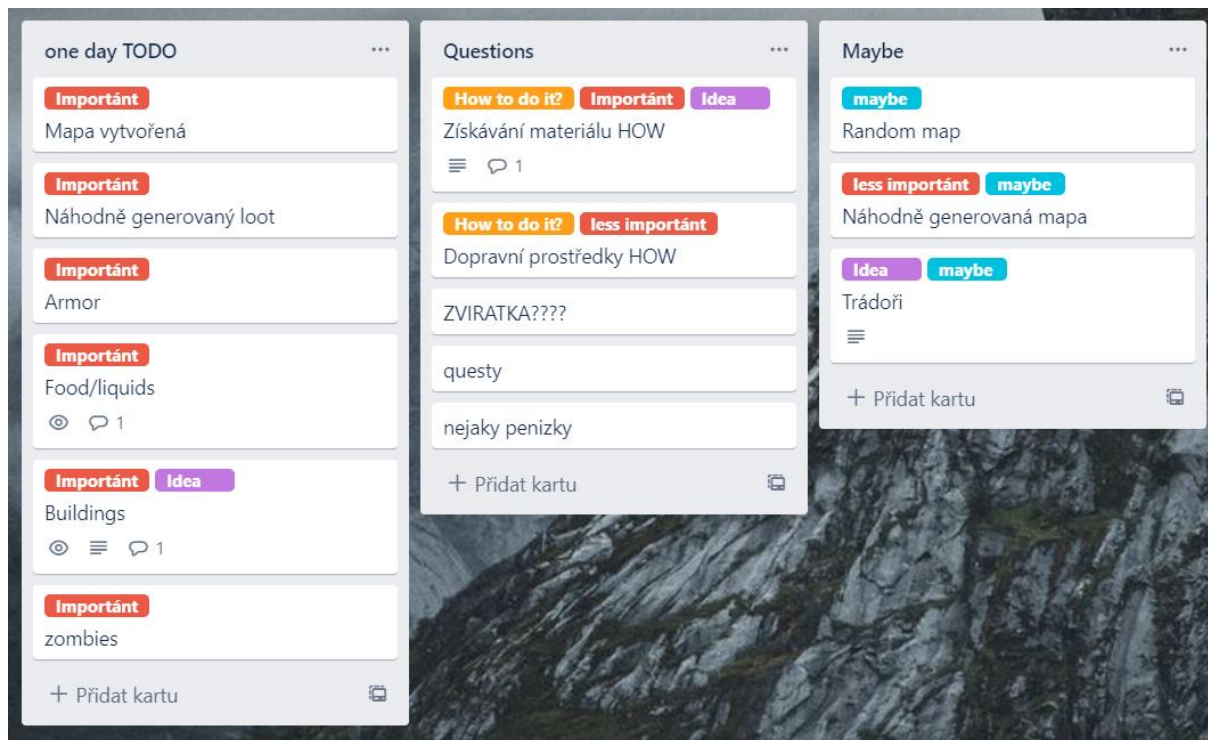 one day TODO
Importánt
Mapa vytvořená
Importánt
Náhodně generovaný loot
Importánt
Armor
Importánt
Food/liquids
1
Importánt Idea
Buildings
1
Importánt
zombies
+ Přidat kartu
Questions
How to do it? Importánt Idea
Získávání materiálu HOW
1
How to do it? less importánt
Dopravní prostředky HOW
ZVIRATKA????
questy
nejaky penizky
+ Přidat kartu
Maybe
maybe
Random map
less importánt maybe
Náhodně generovaná mapa
Idea maybe
Trádoři
+ Přidat kartu